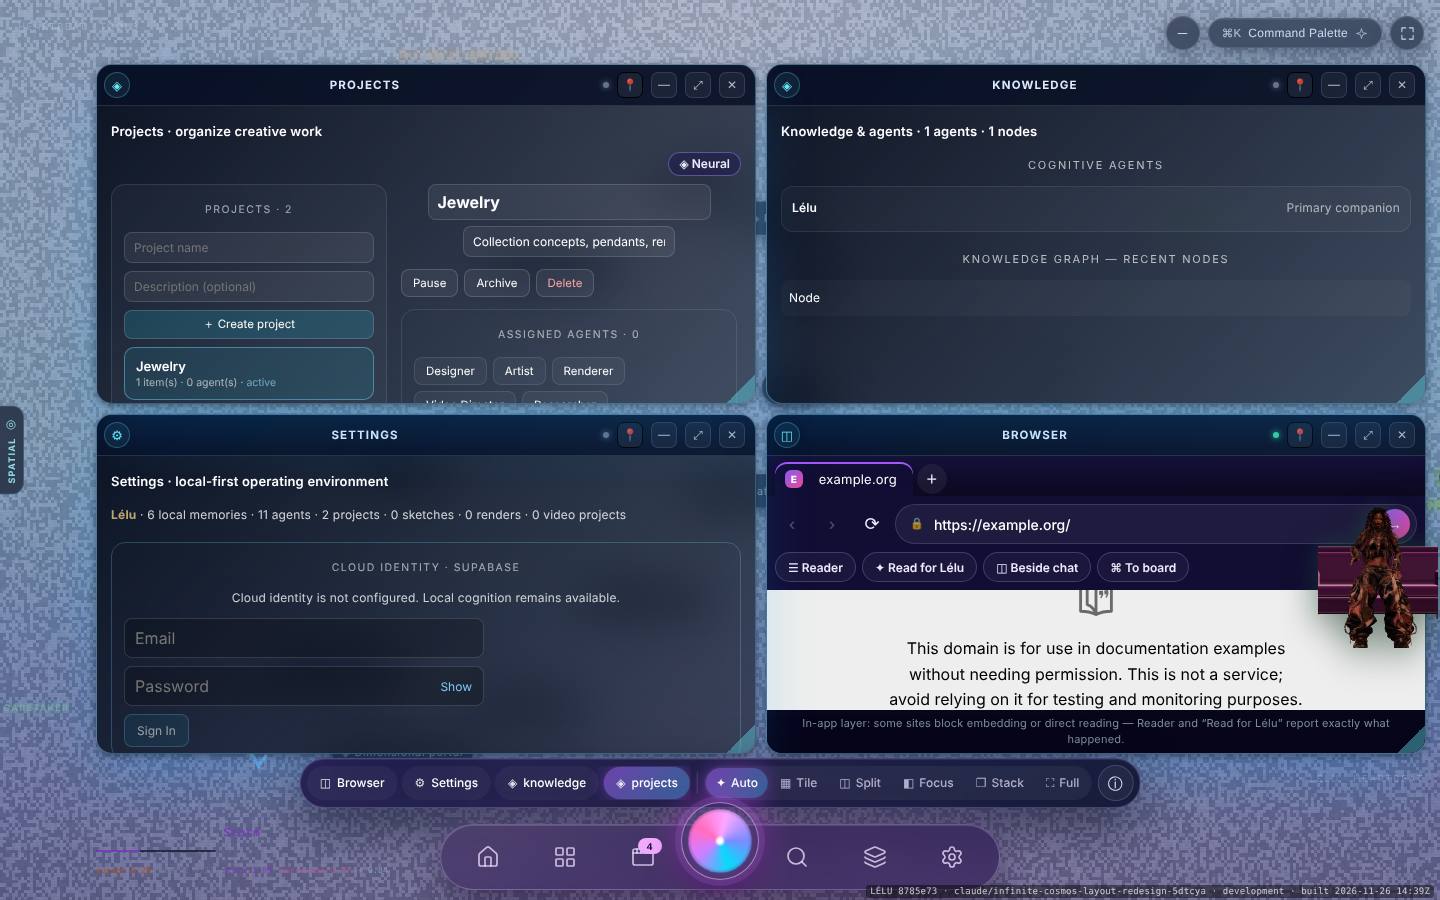 ⌘K Command Palette
PROJECTS
Projects · organize creative work
◈ Neural
PROJECTS · 2
Project name
Description (optional)
+ Create project
Jewelry
1 item(s) · 0 agent(s) · active
Jewelry
Collection concepts, pendants, rei
Pause Archive Delete
ASSIGNED AGENTS · 0
Designer Artist Renderer
KNOWLEDGE
Knowledge & agents · 1 agents · 1 nodes
COGNITIVE AGENTS
Lélu Primary companion
KNOWLEDGE GRAPH — RECENT NODES
Node
SPATIAL
SETTINGS
Settings · local-first operating environment
Lélu · 6 local memories · 11 agents · 2 projects · 0 sketches · 0 renders · 0 video projects
CLOUD IDENTITY · SUPABASE
Cloud identity is not configured. Local cognition remains available.
Email
Password Show
Sign In
BROWSER
E example.org +
https://example.org/
Reader Read for Lélu Beside chat ⌘ To board
This domain is for use in documentation examples
without needing permission. This is not a service;
avoid relying on it for testing and monitoring purposes.
In-app layer: some sites block embedding or direct reading — Reader and “Read for Lélu” report exactly what
happened.
Browser Settings knowledge projects Auto Tile Split Focus Stack Full
4
LÉLU 8785e73 · claude/infinite-cosmos-layout-redesign-5dtcya · development · built 2026-11-26 14:39Z